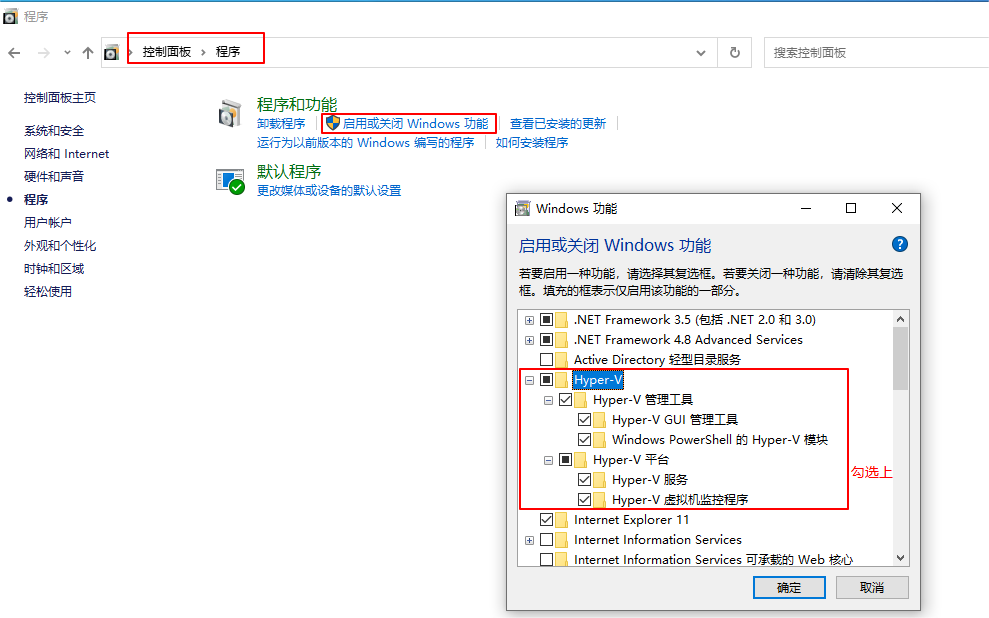 程序
控制面板 › 程序
搜索控制面板
控制面板主页
系统和安全
网络和 Internet
硬件和声音
程序
用户帐户
外观和个性化
时钟和区域
轻松使用
程序和功能
卸载程序 启用或关闭 Windows 功能 查看已安装的更新
运行为以前版本的 Windows 编写的程序 如何安装程序
默认程序
更改媒体或设备的默认设置
Windows 功能
启用或关闭 Windows 功能
若要启用一种功能，请选择其复选框。若要关闭一种功能，请清除其复选
框。填充的框表示仅启用该功能的一部分。
.NET Framework 3.5 (包括 .NET 2.0 和 3.0)
.NET Framework 4.8 Advanced Services
Active Directory 轻型目录服务
Hyper-V
Hyper-V 管理工具
Hyper-V GUI 管理工具
Windows PowerShell 的 Hyper-V 模块
Hyper-V 平台
勾选上
Hyper-V 服务
Hyper-V 虚拟机监控程序
Internet Explorer 11
Internet Information Services
Internet Information Services 可承载的 Web 核心
确定 取消